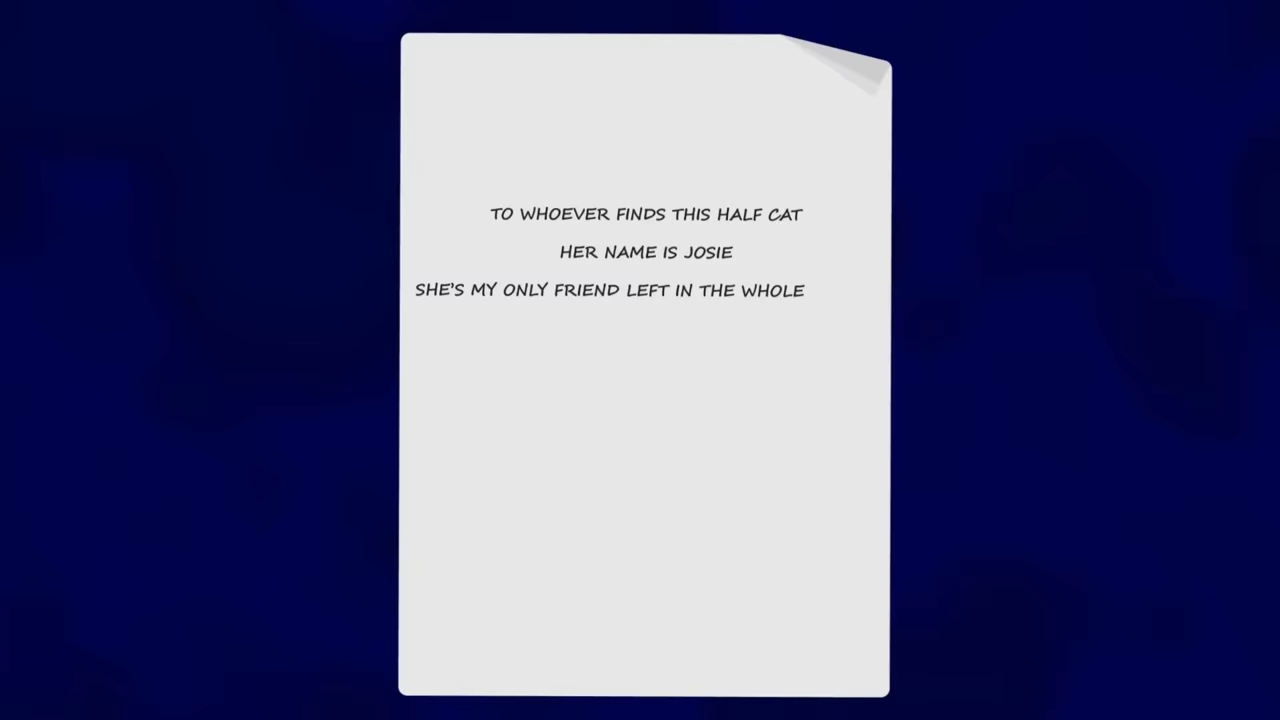 TO WHOEVER FINDS THIS HALF CAT
HER NAME IS JOSIE
SHE'S MY ONLY FRIEND LEFT IN THE WHOLE